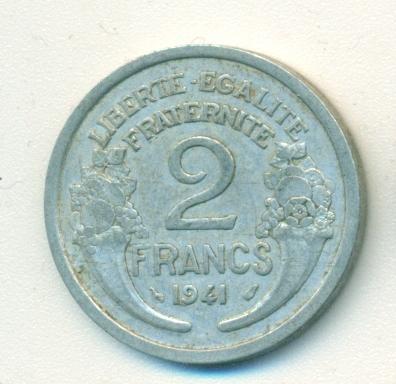 LIBERTE·EGALITE
FRATERNITE
2
FRANCS
1941